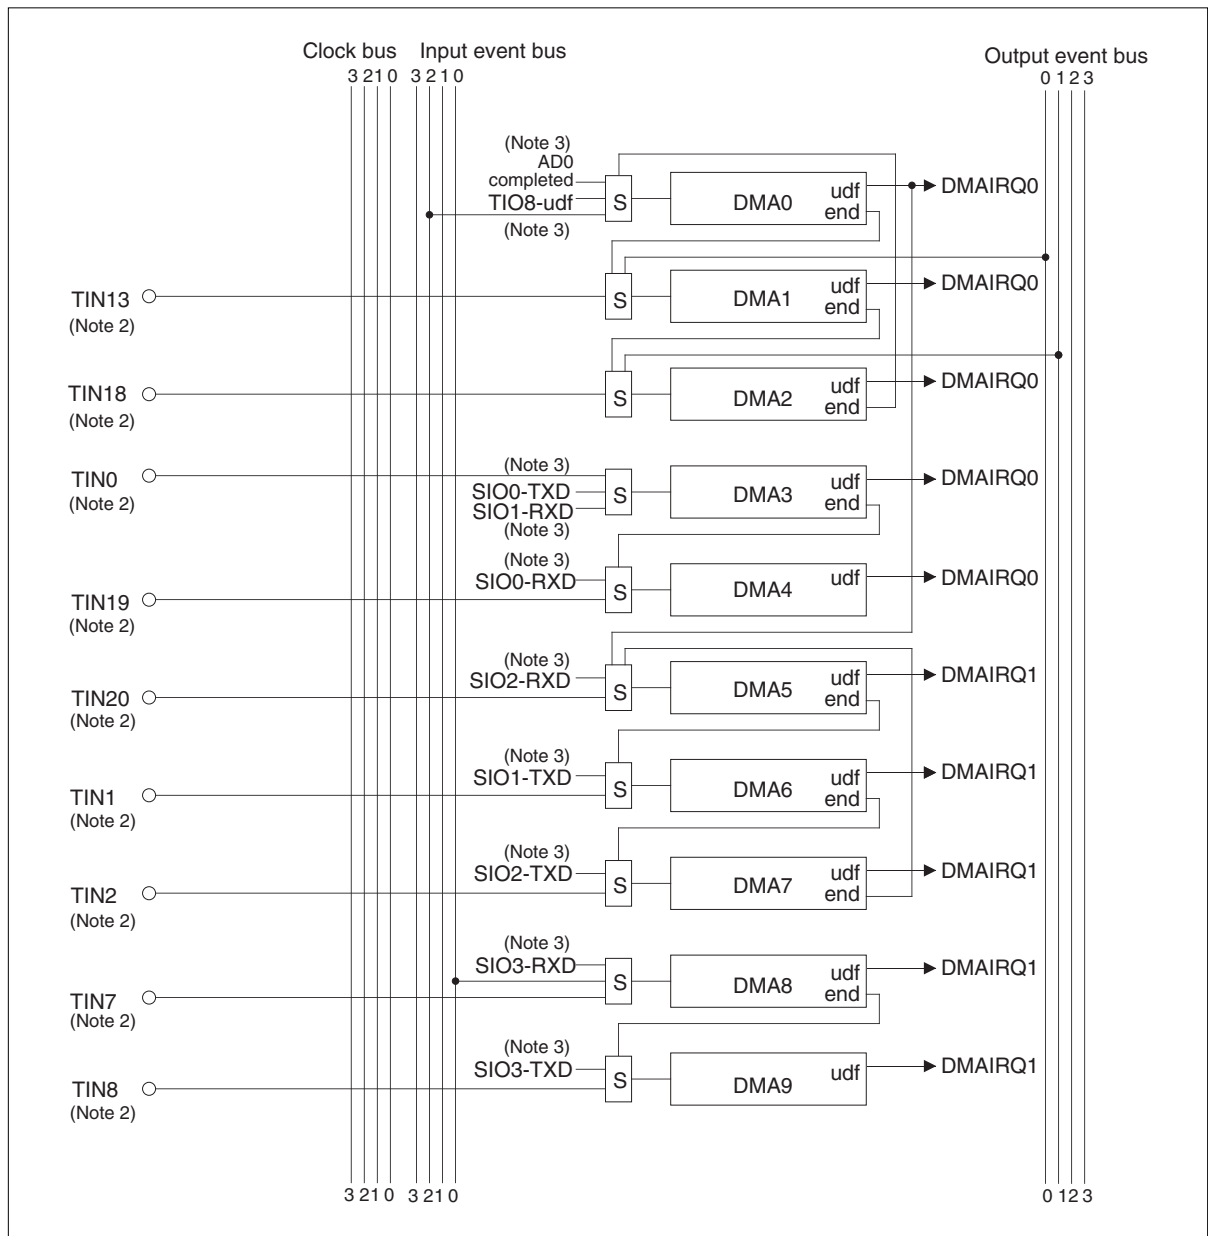 Clock bus Input event bus
Output event bus
3 2 1 0 3 2 1 0
0 1 2 3
(Note 3)
AD0
completed
TIO8-udf
(Note 3)
S
DMA0
udf
end
DMAIRQ0
TIN13
(Note 2)
S
DMA1
udf
end
DMAIRQ0
TIN18
(Note 2)
S
DMA2
udf
end
DMAIRQ0
TIN0
(Note 2)
(Note 3)
SIO0-TXD
SIO1-RXD
(Note 3)
S
DMA3
udf
end
DMAIRQ0
TIN19
(Note 2)
(Note 3)
SIO0-RXD
S
DMA4
udf
DMAIRQ0
TIN20
(Note 2)
(Note 3)
SIO2-RXD
S
DMA5
udf
end
DMAIRQ1
TIN1
(Note 2)
(Note 3)
SIO1-TXD
S
DMA6
udf
end
DMAIRQ1
TIN2
(Note 2)
(Note 3)
SIO2-TXD
S
DMA7
udf
end
DMAIRQ1
TIN7
(Note 2)
(Note 3)
SIO3-RXD
S
DMA8
udf
end
DMAIRQ1
TIN8
(Note 2)
(Note 3)
SIO3-TXD
S
DMA9
udf
DMAIRQ1
3 2 1 0 3 2 1 0
0 1 2 3